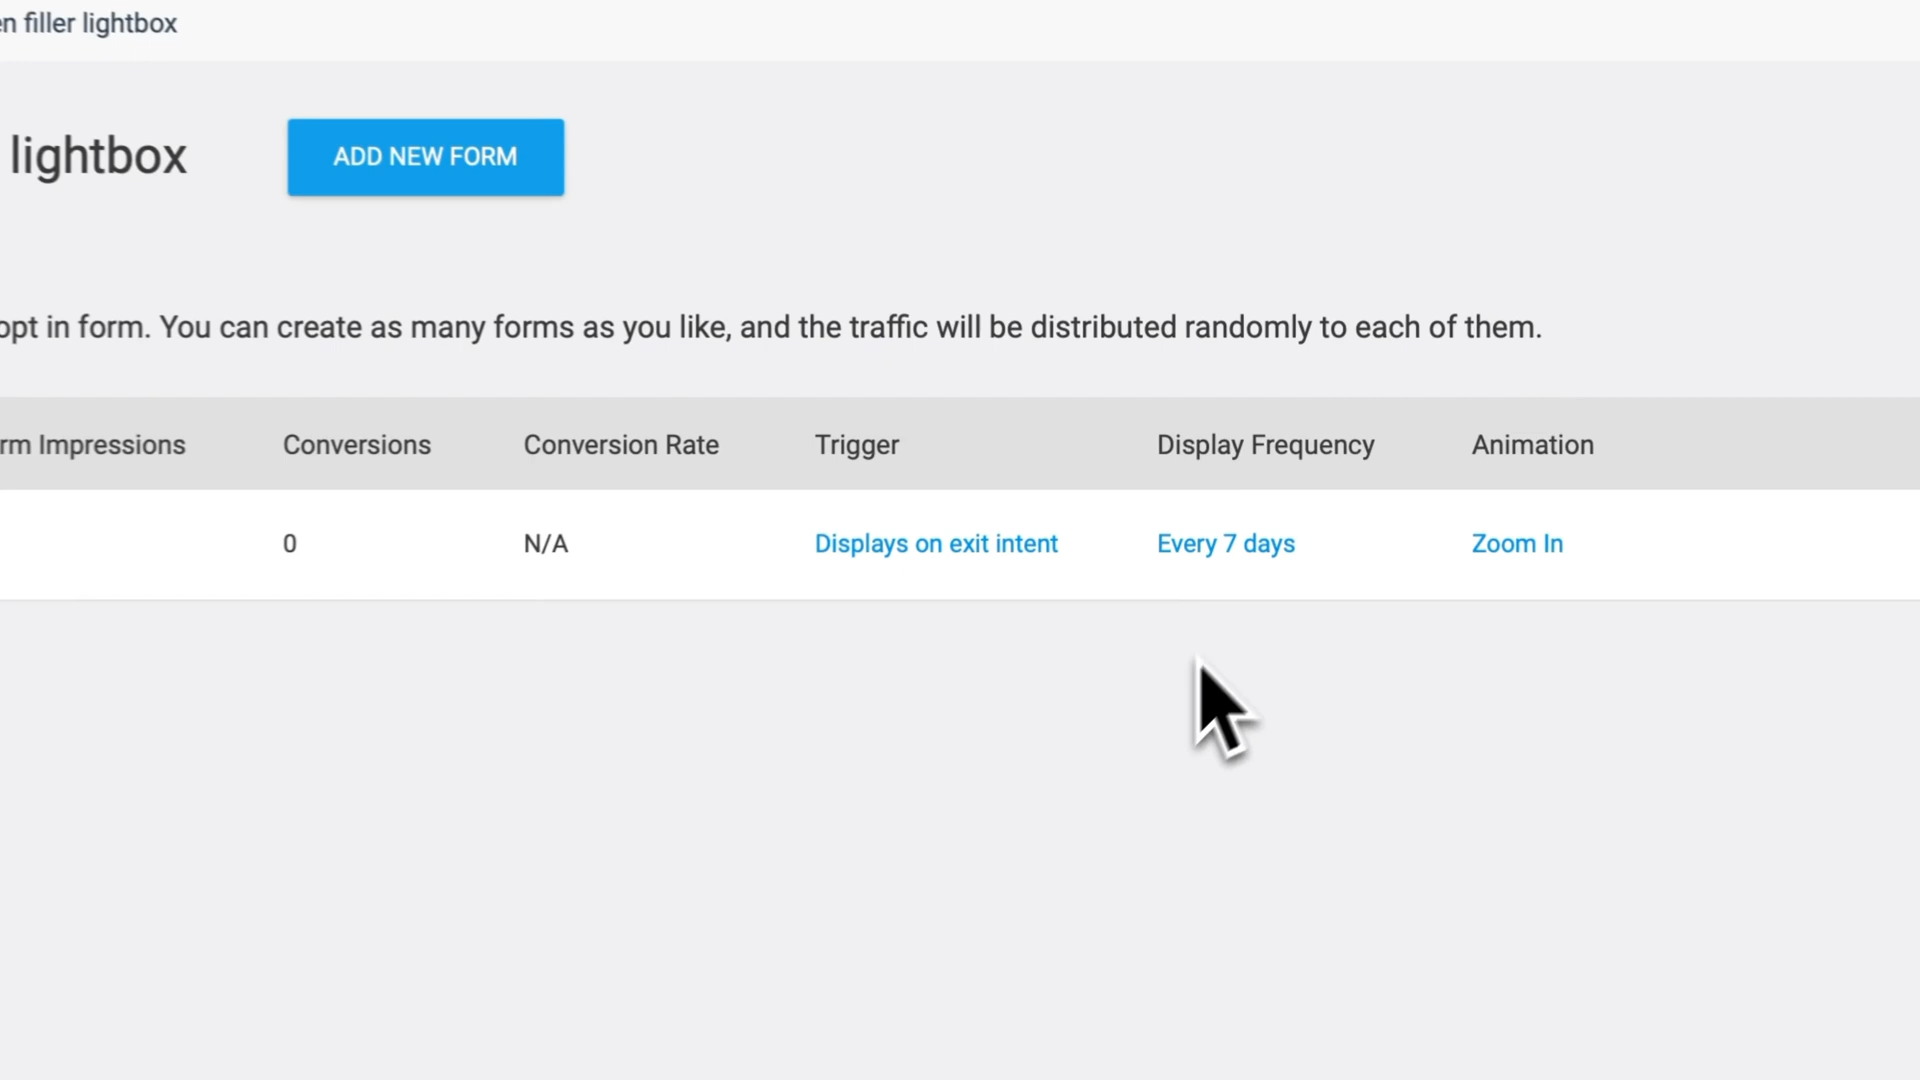 en filler lightbox
lightbox
ADD NEW FORM
opt in form. You can create as many forms as you like, and the traffic will be distributed randomly to each of them.
rm Impressions Conversions Conversion Rate Trigger Display Frequency Animation
0 N/A Displays on exit intent Every 7 days Zoom In